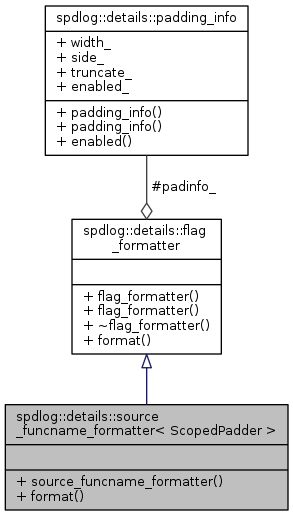 spdlog::details::padding_info
+ width_
+ side_
+ truncate_
+ enabled_
+ padding_info()
+ padding_info()
+ enabled()
#padinfo_
spdlog::details::flag
_formatter
+ flag_formatter()
+ flag_formatter()
+ ~flag_formatter()
+ format()
spdlog::details::source
_funcname_formatter< ScopedPadder >
+ source_funcname_formatter()
+ format()